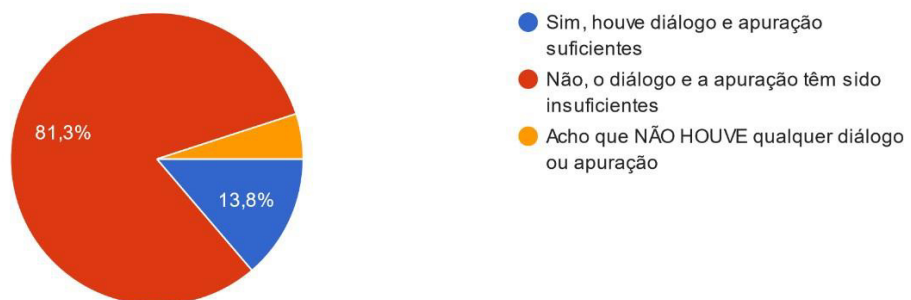 Sim, houve diálogo e apuração
suficientes
Não, o diálogo e a apuração têm sido
insuficientes
Acho que NÃO HOUVE qualquer diálogo
ou apuração
81,3%
13,8%